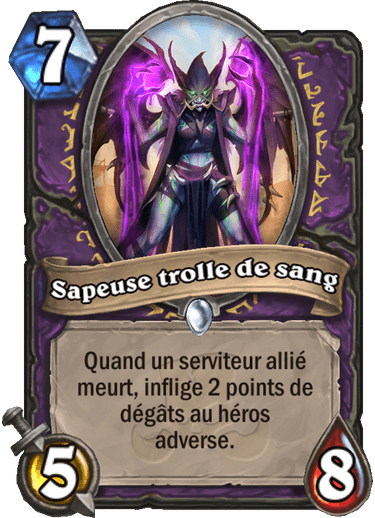 7
Sapeuse trolle de sang
Quand un serviteur allié
meurt, inflige 2 points de
dégâts au héros
adverse.
5
8